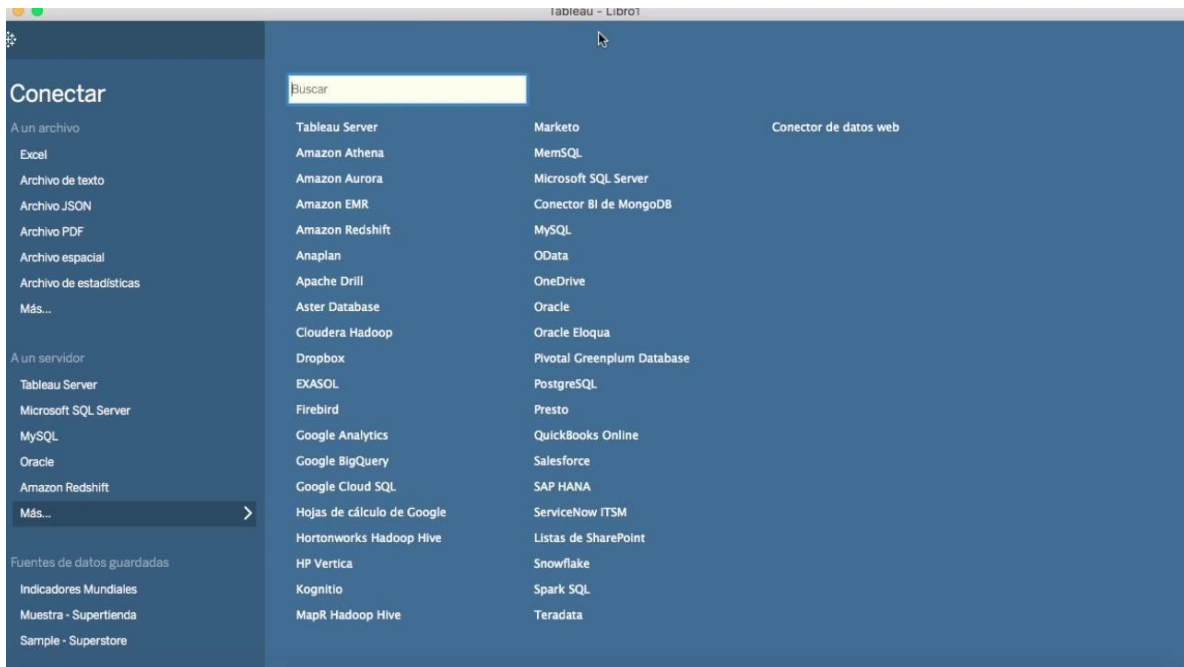 Tableau - Libro1
Conectar
A un archivo
Excel
Archivo de texto
Archivo JSON
Archivo PDF
Archivo espacial
Archivo de estadísticas
Más...
A un servidor
Tableau Server
Microsoft SQL Server
MySQL
Oracle
Amazon Redshift
Más...
Fuentes de datos guardadas
Indicadores Mundiales
Muestra - Supertienda
Sample - Superstore
Buscar
Tableau Server
Amazon Athena
Amazon Aurora
Amazon EMR
Amazon Redshift
Anaplan
Apache Drill
Aster Database
Cloudera Hadoop
Dropbox
EXASOL
Firebird
Google Analytics
Google BigQuery
Google Cloud SQL
Hojas de cálculo de Google
Hortonworks Hadoop Hive
HP Vertica
Kognitio
MapR Hadoop Hive
Marketo
MemSQL
Microsoft SQL Server
Conector BI de MongoDB
MySQL
OData
OneDrive
Oracle
Oracle Eloqua
Pivotal Greenplum Database
PostgreSQL
Presto
QuickBooks Online
Salesforce
SAP HANA
ServiceNow ITSM
Listas de SharePoint
Snowflake
Spark SQL
Teradata
Conector de datos web